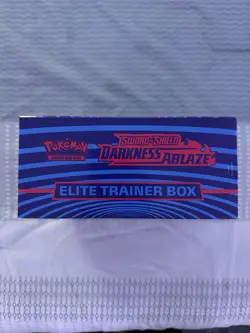 Pokémon
SWORD & SHIELD
DARKNESS ABLAZE
ELITE TRAINER BOX